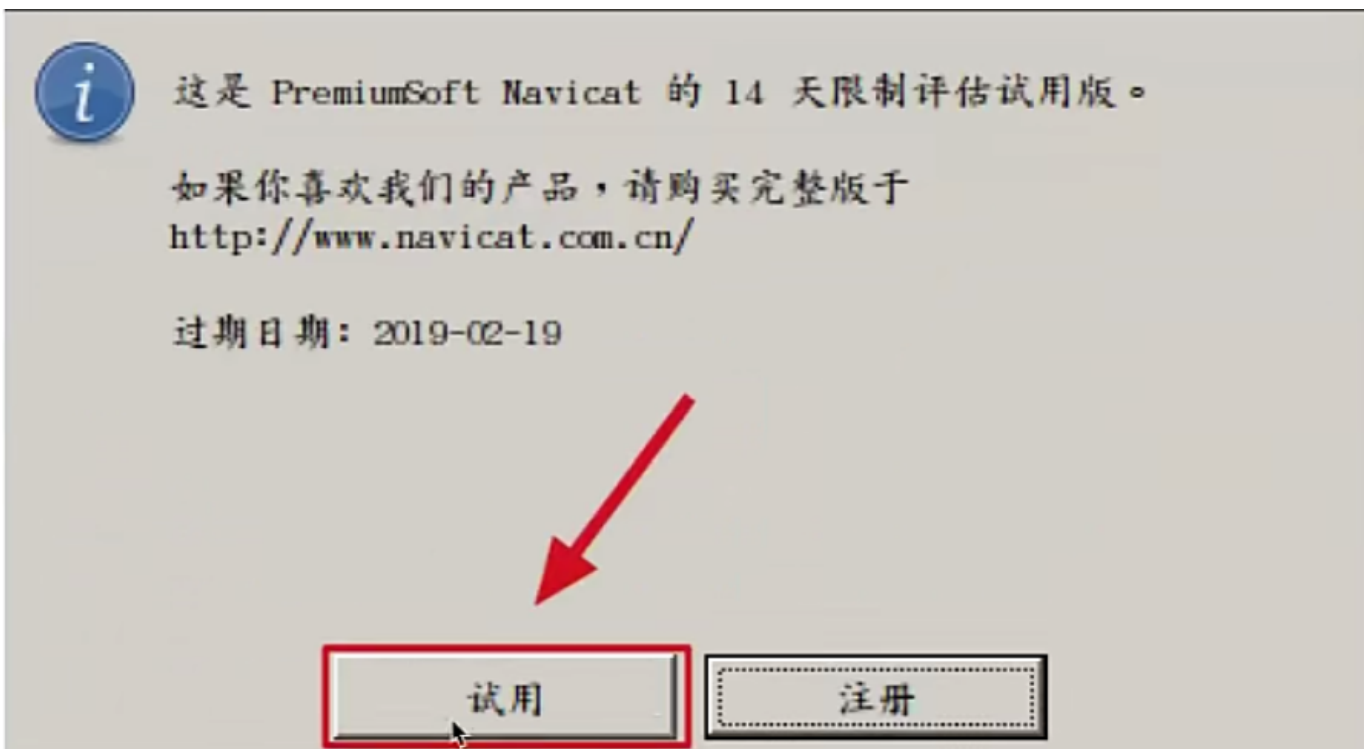 这是 PremiumSoft Navicat 的 14 天限制评估试用版。
如果你喜欢我们的产品，请购买完整版于
http://www.navicat.com.cn/
过期日期: 2019-02-19
试用
注册